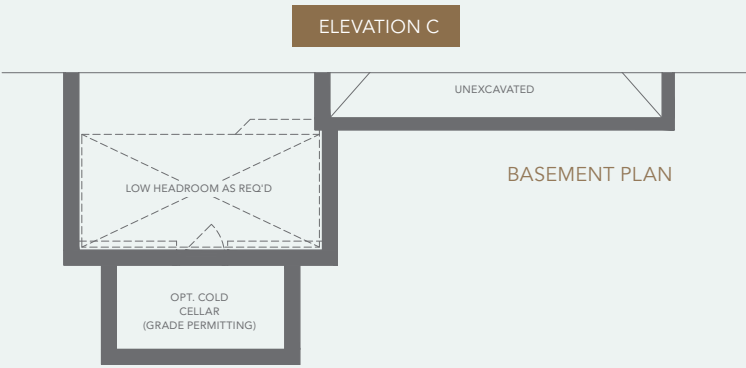 ELEVATION C
UNEXCAVATED
BASEMENT PLAN
LOW HEADROOM AS REQ'D
OPT. COLD
CELLAR
(GRADE PERMITTING)